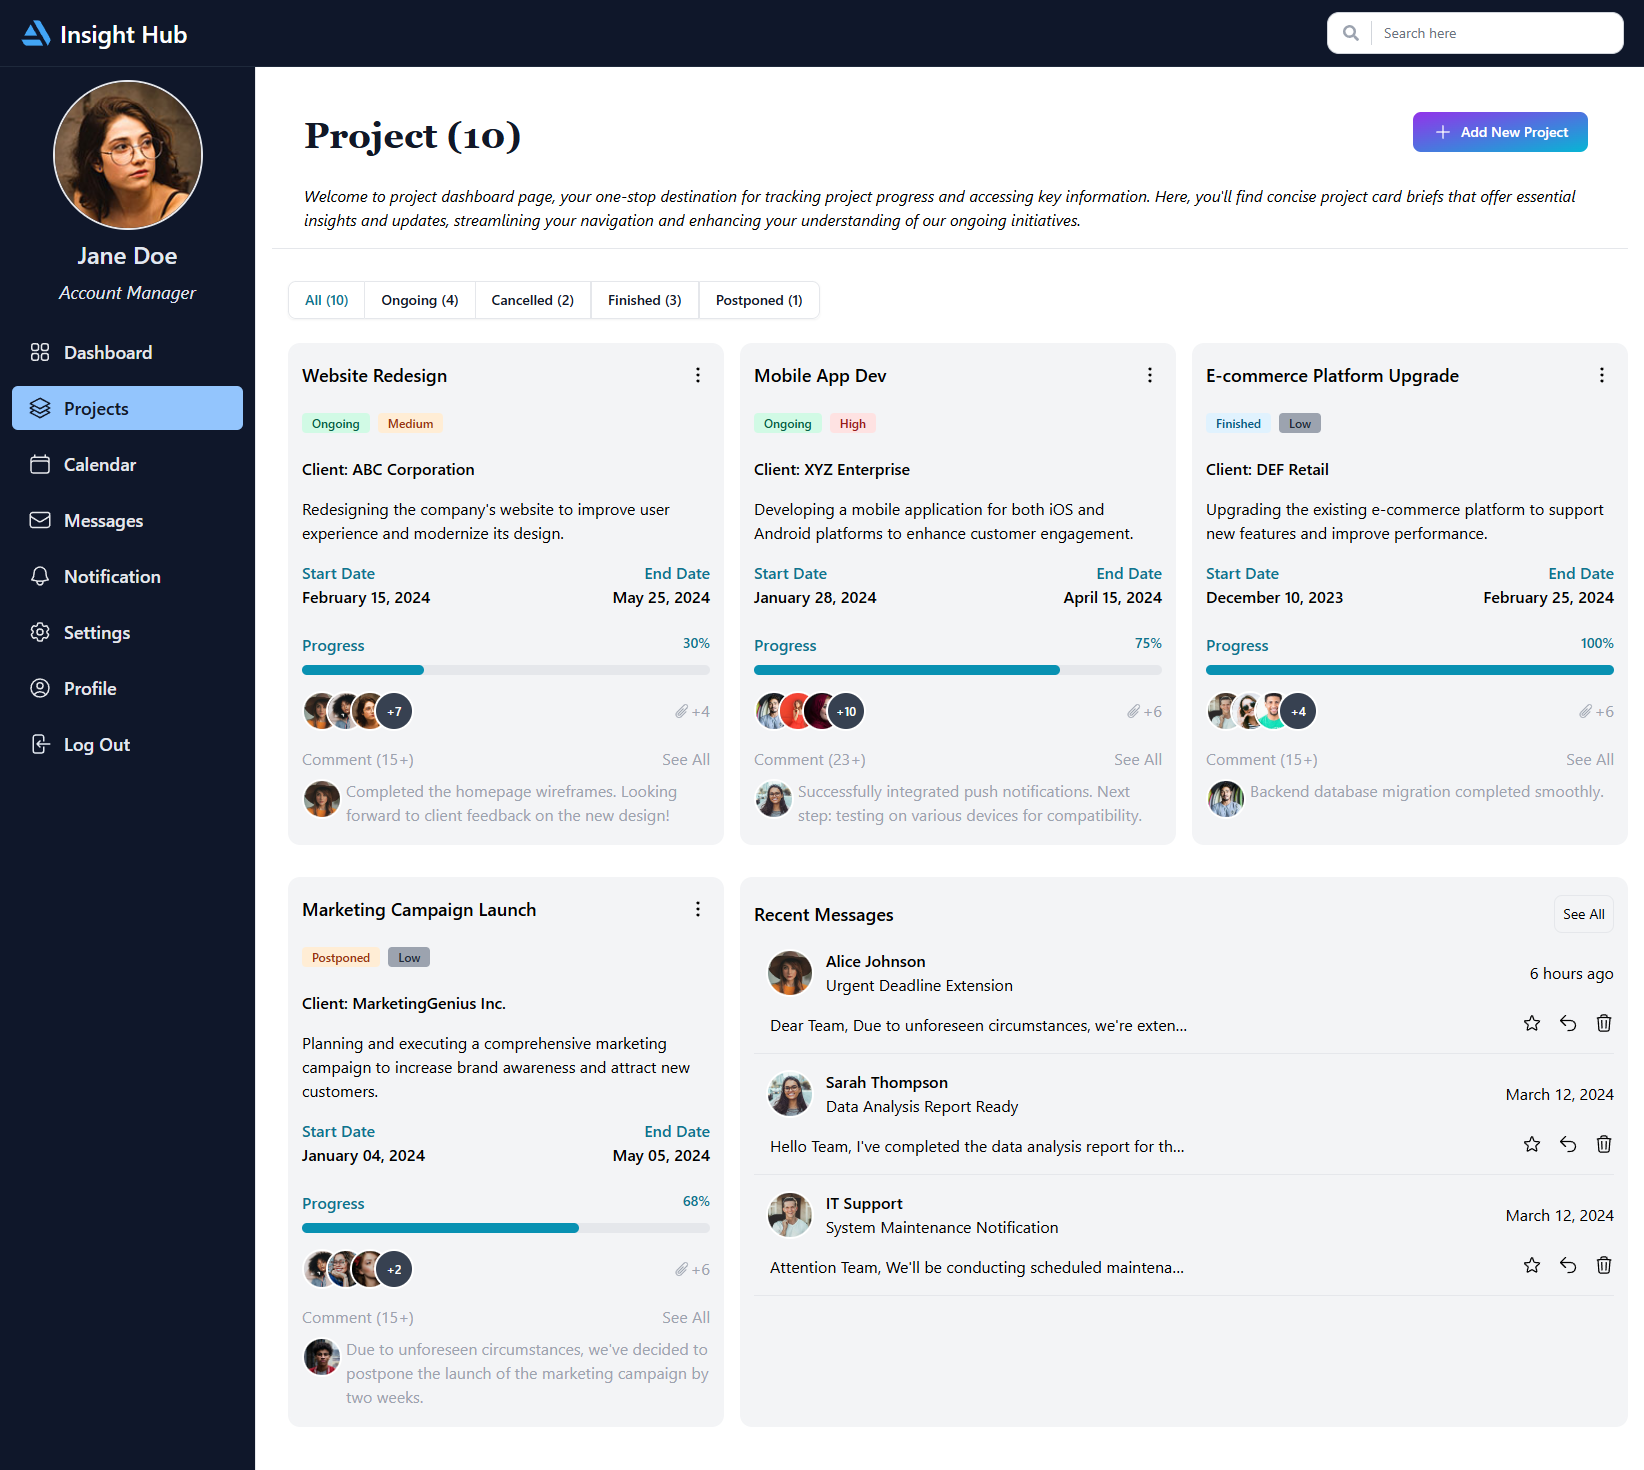 Insight Hub
Search here
Jane Doe
Account Manager
Dashboard
Projects
Calendar
Messages
Notification
Settings
Profile
Log Out
Project (10)
Add New Project
Welcome to project dashboard page, your one-stop destination for tracking project progress and accessing key information. Here, you'll find concise project card briefs that offer essential
insights and updates, streamlining your navigation and enhancing your understanding of our ongoing initiatives.
All (10)
Ongoing (4)
Cancelled (2)
Finished (3)
Postponed (1)
Website Redesign
Ongoing
Medium
Client: ABC Corporation
Redesigning the company's website to improve user
experience and modernize its design.
Start Date
End Date
February 15, 2024
May 25, 2024
Progress
30%
+7
+4
Comment (15+)
See All
Completed the homepage wireframes. Looking
forward to client feedback on the new design!
Mobile App Dev
Ongoing
High
Client: XYZ Enterprise
Developing a mobile application for both iOS and
Android platforms to enhance customer engagement.
Start Date
End Date
January 28, 2024
April 15, 2024
Progress
75%
+10
+6
Comment (23+)
See All
Successfully integrated push notifications. Next
step: testing on various devices for compatibility.
E-commerce Platform Upgrade
Finished
Low
Client: DEF Retail
Upgrading the existing e-commerce platform to support
new features and improve performance.
Start Date
End Date
December 10, 2023
February 25, 2024
Progress
100%
+4
+6
Comment (15+)
See All
Backend database migration completed smoothly.
Marketing Campaign Launch
Postponed
Low
Client: MarketingGenius Inc.
Planning and executing a comprehensive marketing
campaign to increase brand awareness and attract new
customers.
Start Date
End Date
January 04, 2024
May 05, 2024
Progress
68%
+2
+6
Comment (15+)
See All
Due to unforeseen circumstances, we've decided to
postpone the launch of the marketing campaign by
two weeks.
Recent Messages
See All
Alice Johnson
Urgent Deadline Extension
6 hours ago
Dear Team, Due to unforeseen circumstances, we're exten...
Sarah Thompson
Data Analysis Report Ready
March 12, 2024
Hello Team, I've completed the data analysis report for th...
IT Support
System Maintenance Notification
March 12, 2024
Attention Team, We'll be conducting scheduled maintena...